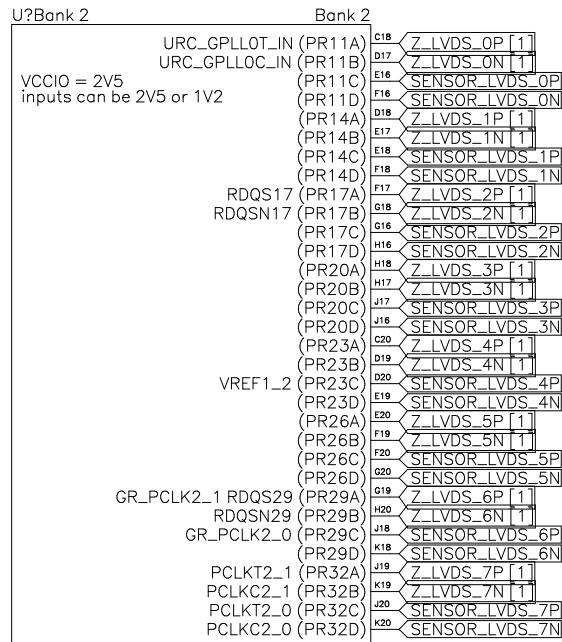 U?Bank 2 Bank 2
URC_GPLL0T_IN (PR11A) C18 Z_LVDS_0P [1]
URC_GPLL0C_IN (PR11B) D17 Z_LVDS_0N [1]
VCCIO = 2V5 (PR11C) E16 SENSOR_LVDS_0P
inputs can be 2V5 or 1V2 (PR11D) F16 SENSOR_LVDS_0N
(PR14A) D18 Z_LVDS_1P [1]
(PR14B) E17 Z_LVDS_1N [1]
(PR14C) E18 SENSOR_LVDS_1P
(PR14D) F18 SENSOR_LVDS_1N
RDQS17 (PR17A) F17 Z_LVDS_2P [1]
RDQSN17 (PR17B) G18 Z_LVDS_2N [1]
(PR17C) G16 SENSOR_LVDS_2P
(PR17D) H16 SENSOR_LVDS_2N
(PR20A) H18 Z_LVDS_3P [1]
(PR20B) H17 Z_LVDS_3N [1]
(PR20C) J17 SENSOR_LVDS_3P
(PR20D) J16 SENSOR_LVDS_3N
(PR23A) C20 Z_LVDS_4P [1]
(PR23B) D19 Z_LVDS_4N [1]
VREF1_2 (PR23C) D20 SENSOR_LVDS_4P
(PR23D) E19 SENSOR_LVDS_4N
(PR26A) E20 Z_LVDS_5P [1]
(PR26B) F19 Z_LVDS_5N [1]
(PR26C) F20 SENSOR_LVDS_5P
(PR26D) G20 SENSOR_LVDS_5N
GR_PCLK2_1 RDQS29 (PR29A) G19 Z_LVDS_6P [1]
RDQSN29 (PR29B) H20 Z_LVDS_6N [1]
GR_PCLK2_0 (PR29C) J18 SENSOR_LVDS_6P
(PR29D) K18 SENSOR_LVDS_6N
PCLKT2_1 (PR32A) J19 Z_LVDS_7P [1]
PCLKC2_1 (PR32B) K19 Z_LVDS_7N [1]
PCLKT2_0 (PR32C) J20 SENSOR_LVDS_7P
PCLKC2_0 (PR32D) K20 SENSOR_LVDS_7N